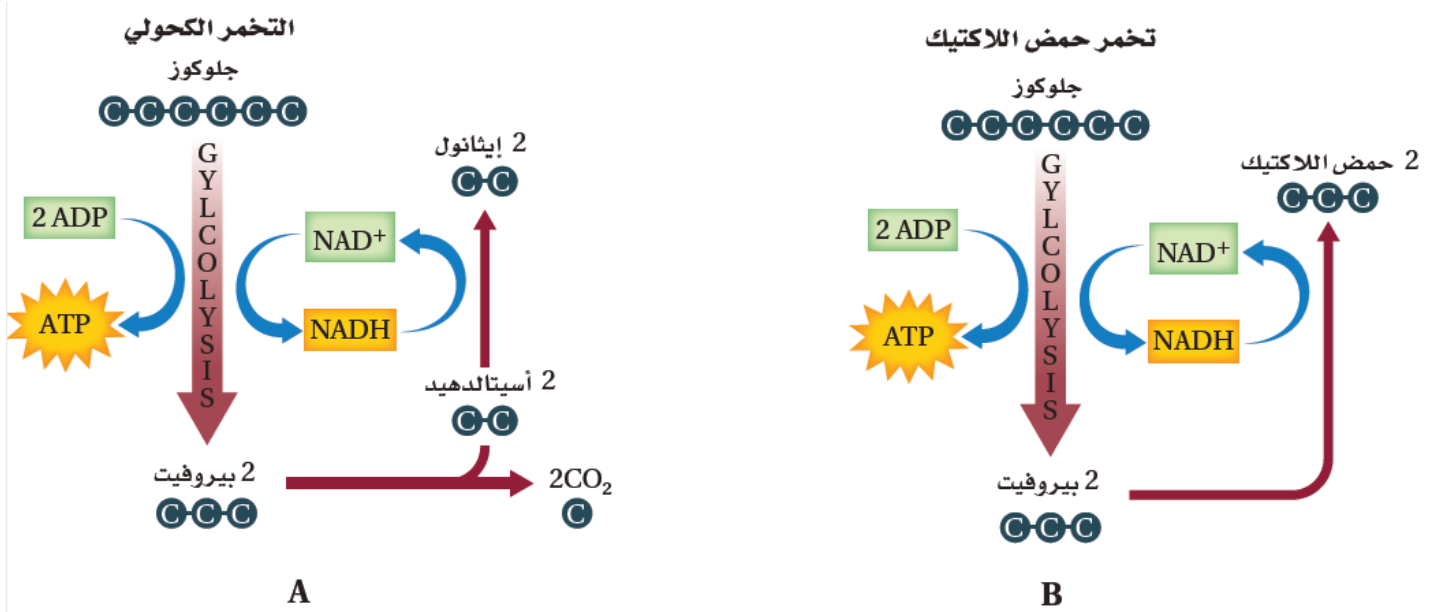 التخمر الكحولي
جلوكوز
C C C C C C
GYLCOLYSIS
2 إيثانول
C C
2 ADP
ATP
NAD+
NADH
2 أسيتالدهيد
C C
2 بيروفيت
C C C
2CO₂
C
A
تخمر حمض اللاكتيك
جلوكوز
C C C C C C
GYLCOLYSIS
2 حمض اللاكتيك
C C C
2 ADP
ATP
NAD+
NADH
2 بيروفيت
C C C
B